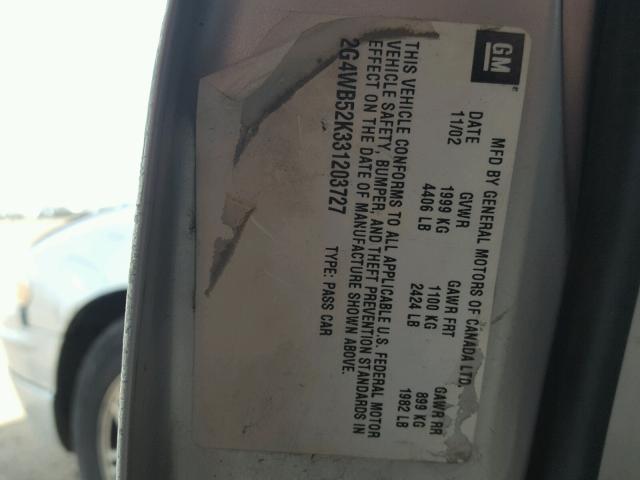 GM
MFD BY GENERAL MOTORS OF CANADA LTD.
DATE GVWR GAWR FRT GAWR RR
11/02 1999 KG 1100 KG 899 KG
4406 LB 2424 LB 1982 LB
THIS VEHICLE CONFORMS TO ALL APPLICABLE U.S. FEDERAL MOTOR
VEHICLE SAFETY, BUMPER, AND THEFT PREVENTION STANDARDS IN
EFFECT ON THE DATE OF MANUFACTURE SHOWN ABOVE.
2G4WB52K331203727 TYPE: PASS CAR